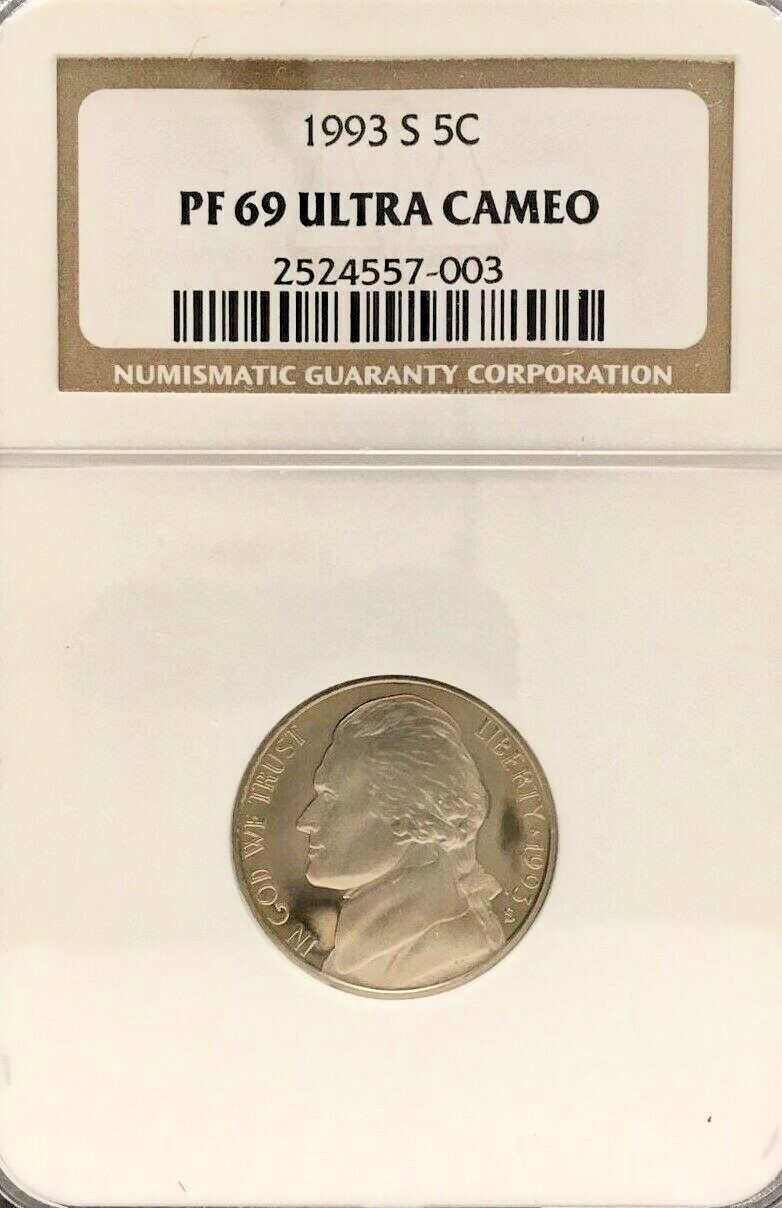 1993 S 5C
PF 69 ULTRA CAMEO
2524557-003
NUMISMATIC GUARANTY CORPORATION
IN GOD WE TRUST
LIBERTY ★ 1993
S